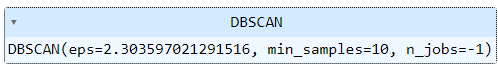 DBSCAN
DBSCAN(eps=2.303597021291516, min_samples=10, n_jobs=-1)